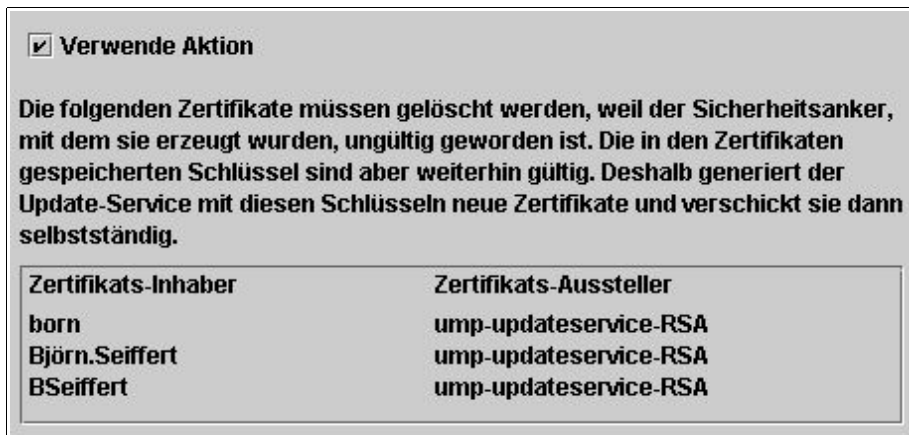 Verwende Aktion
Die folgenden Zertifikate müssen gelöscht werden, weil der Sicherheitsanker,
mit dem sie erzeugt wurden, ungültig geworden ist. Die in den Zertifikaten
gespeicherten Schlüssel sind aber weiterhin gültig. Deshalb generiert der
Update-Service mit diesen Schlüsseln neue Zertifikate und verschickt sie dann
selbstständig.
Zertifikats-Inhaber Zertifikats-Aussteller
born ump-updateservice-RSA
Björn.Seiffert ump-updateservice-RSA
BSeiffert ump-updateservice-RSA